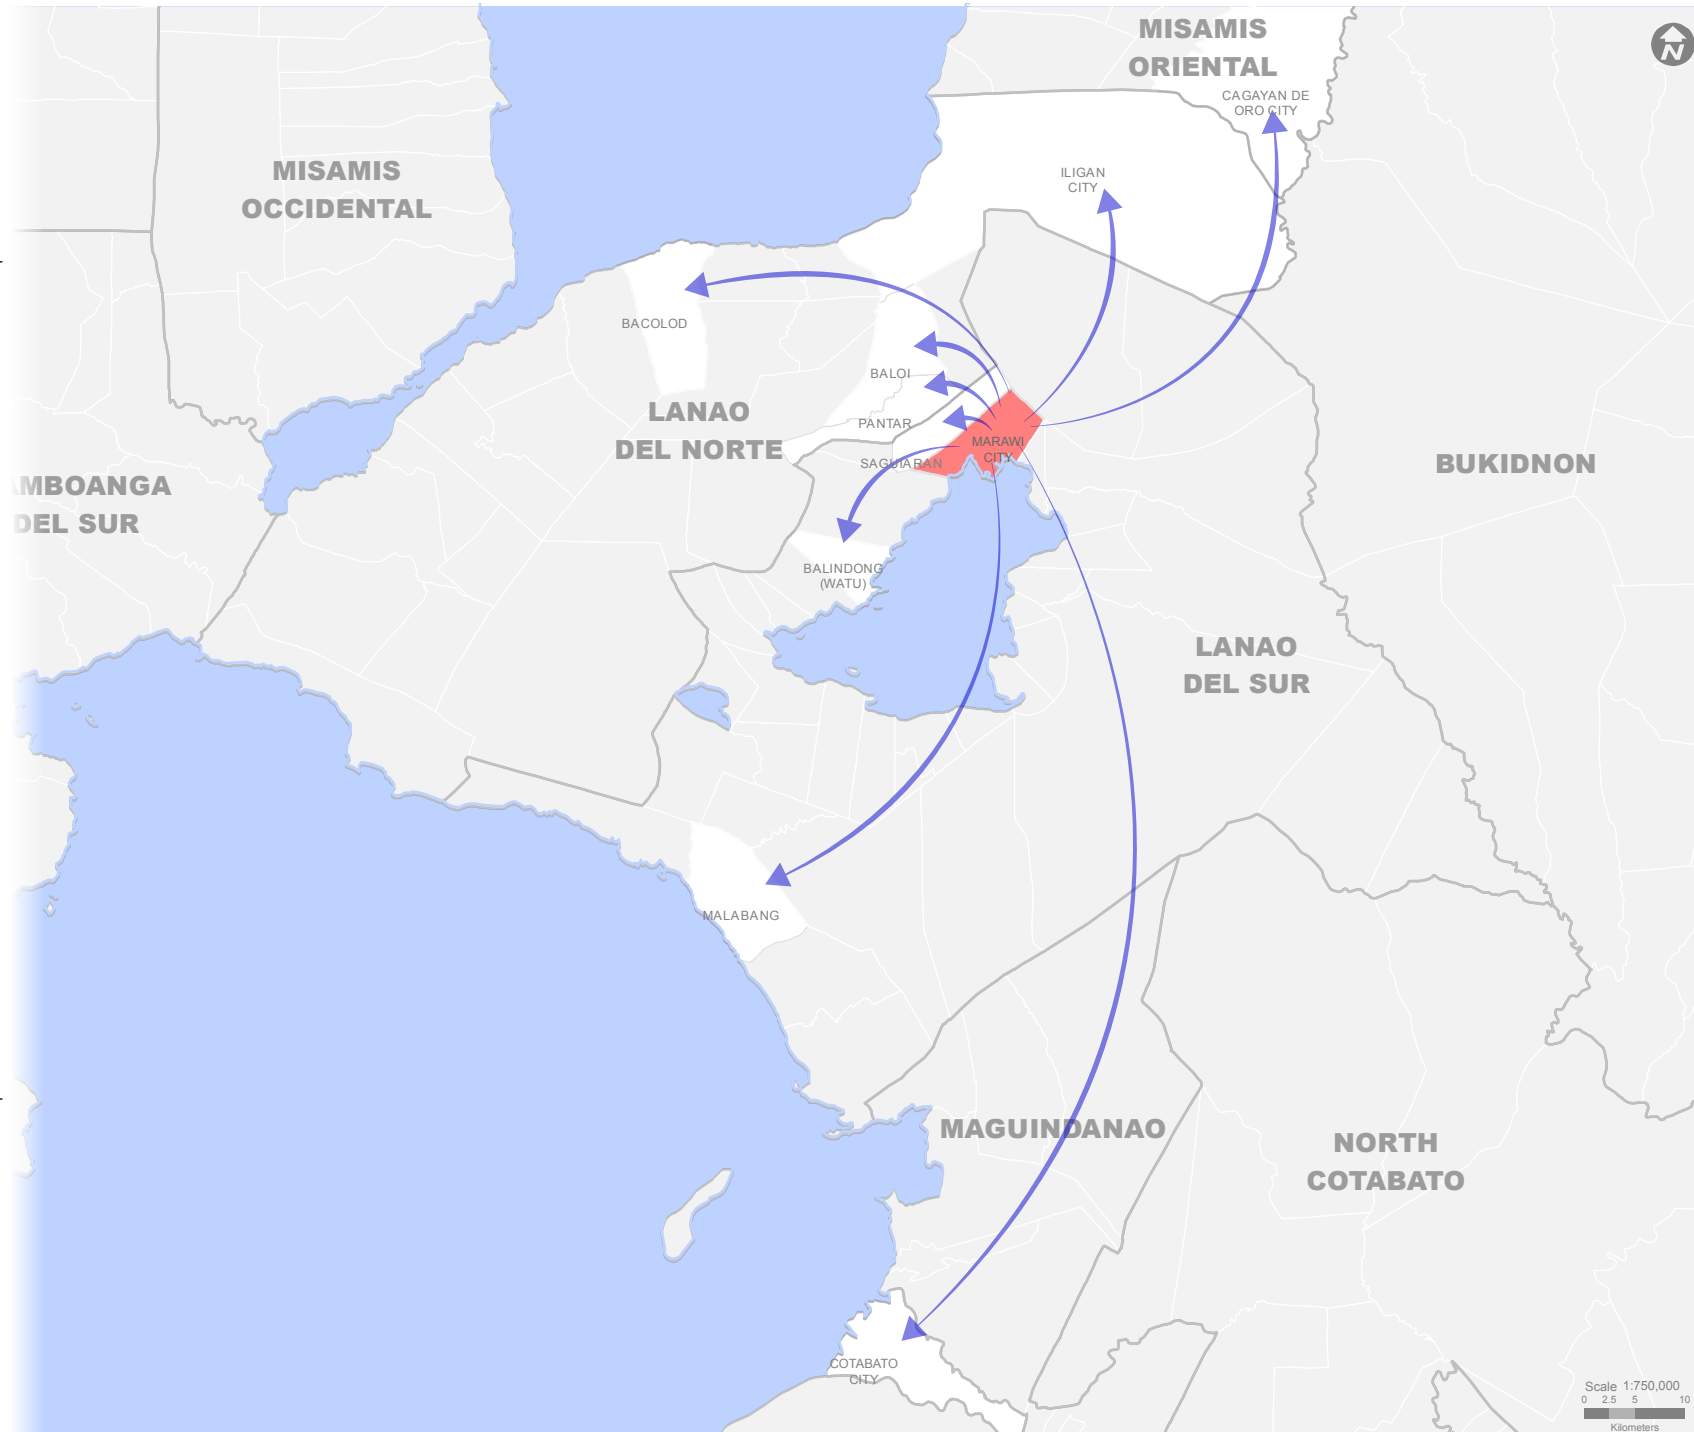 MISAMIS
ORIENTAL
N
CAGAYAN DE
ORO CITY
MISAMIS
OCCIDENTAL
ILIGAN
CITY
BACOLOD
BALOI
LANAO
DEL NORTE
PANTAR
MARAWI
CITY
SAGUIARAN
BUKIDNON
AMBOANGA
DEL SUR
BALINDONG
(WATU)
LANAO
DEL SUR
MALABANG
MAGUINDANAO
NORTH
COTABATO
COTABATO
CITY
Scale 1:750,000
0 2.5 5 10
Kilometers